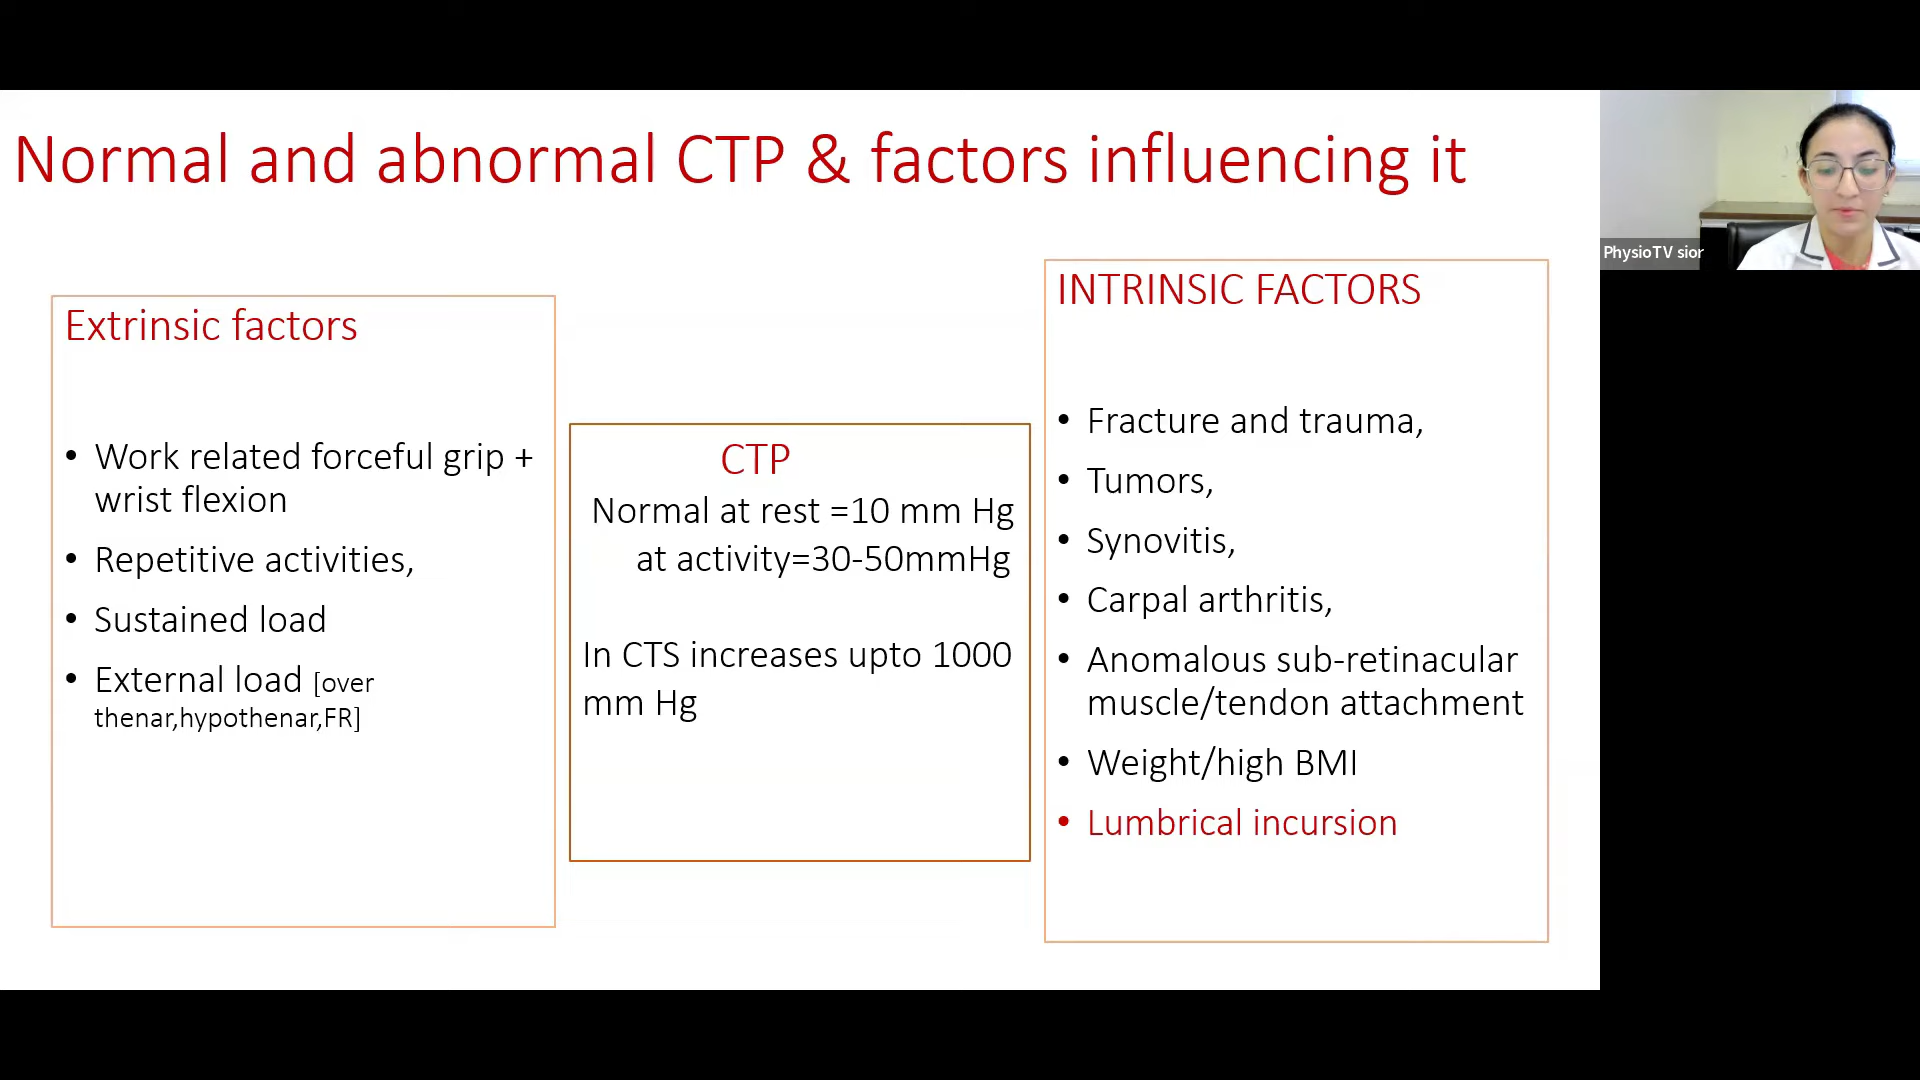 Normal and abnormal CTP & factors influencing it
PhysioTV sior
Extrinsic factors
• Work related forceful grip +
wrist flexion
• Repetitive activities,
• Sustained load
• External load [over
thenar,hypothenar,FR]
CTP
Normal at rest =10 mm Hg
at activity=30-50mmHg
In CTS increases upto 1000
mm Hg
INTRINSIC FACTORS
• Fracture and trauma,
• Tumors,
• Synovitis,
• Carpal arthritis,
• Anomalous sub-retinacular
muscle/tendon attachment
• Weight/high BMI
• Lumbrical incursion